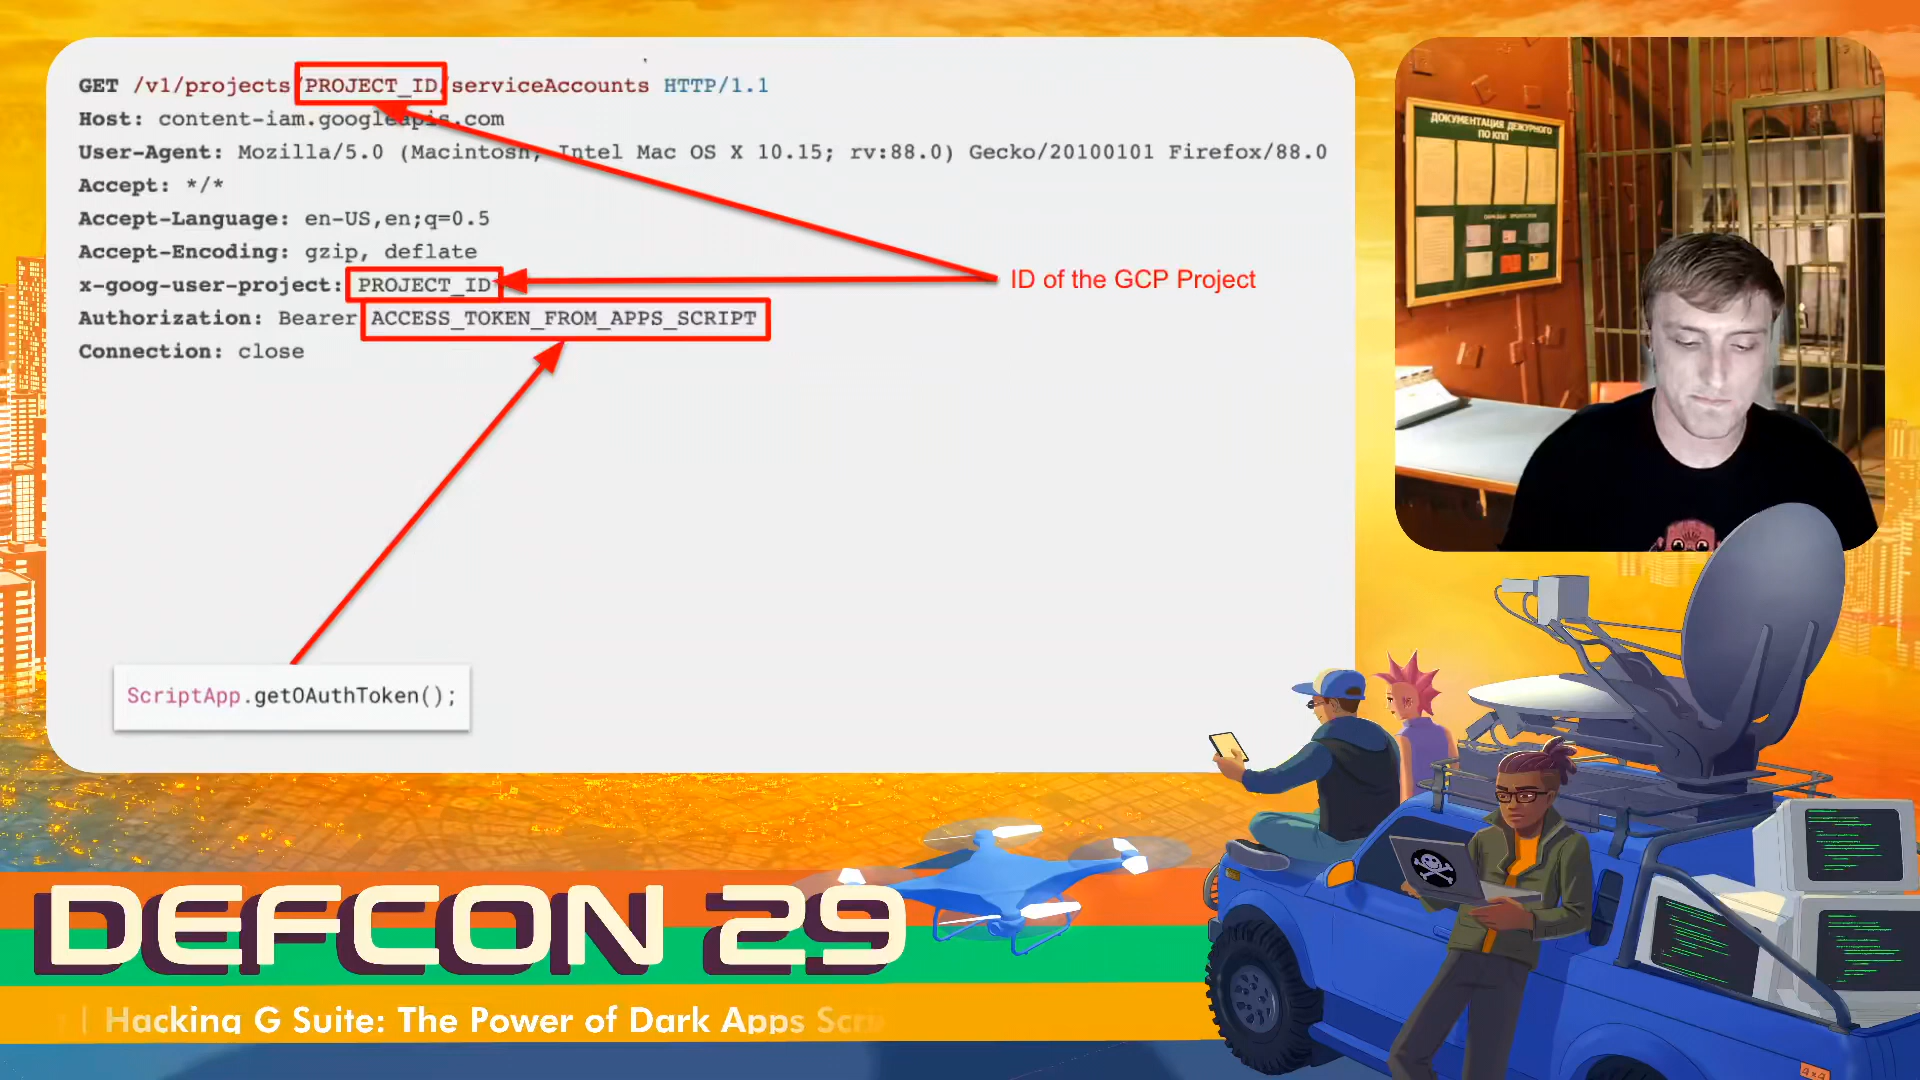 GET /v1/projects/PROJECT_ID/serviceAccounts HTTP/1.1
Host: content-iam.googleapis.com
User-Agent: Mozilla/5.0 (Macintosh; Intel Mac OS X 10.15; rv:88.0) Gecko/20100101 Firefox/88.0
Accept: */*
Accept-Language: en-US,en;q=0.5
Accept-Encoding: gzip, deflate
x-goog-user-project: PROJECT_ID
Authorization: Bearer ACCESS_TOKEN_FROM_APPS_SCRIPT
Connection: close
ID of the GCP Project
ScriptApp.getOAuthToken();
ДОКУМЕНТАЦИЯ ДЕЖУРНОГО
ПО КПП
DEFCON 29
| Hacking G Suite: The Power of Dark Apps Scri
4x4